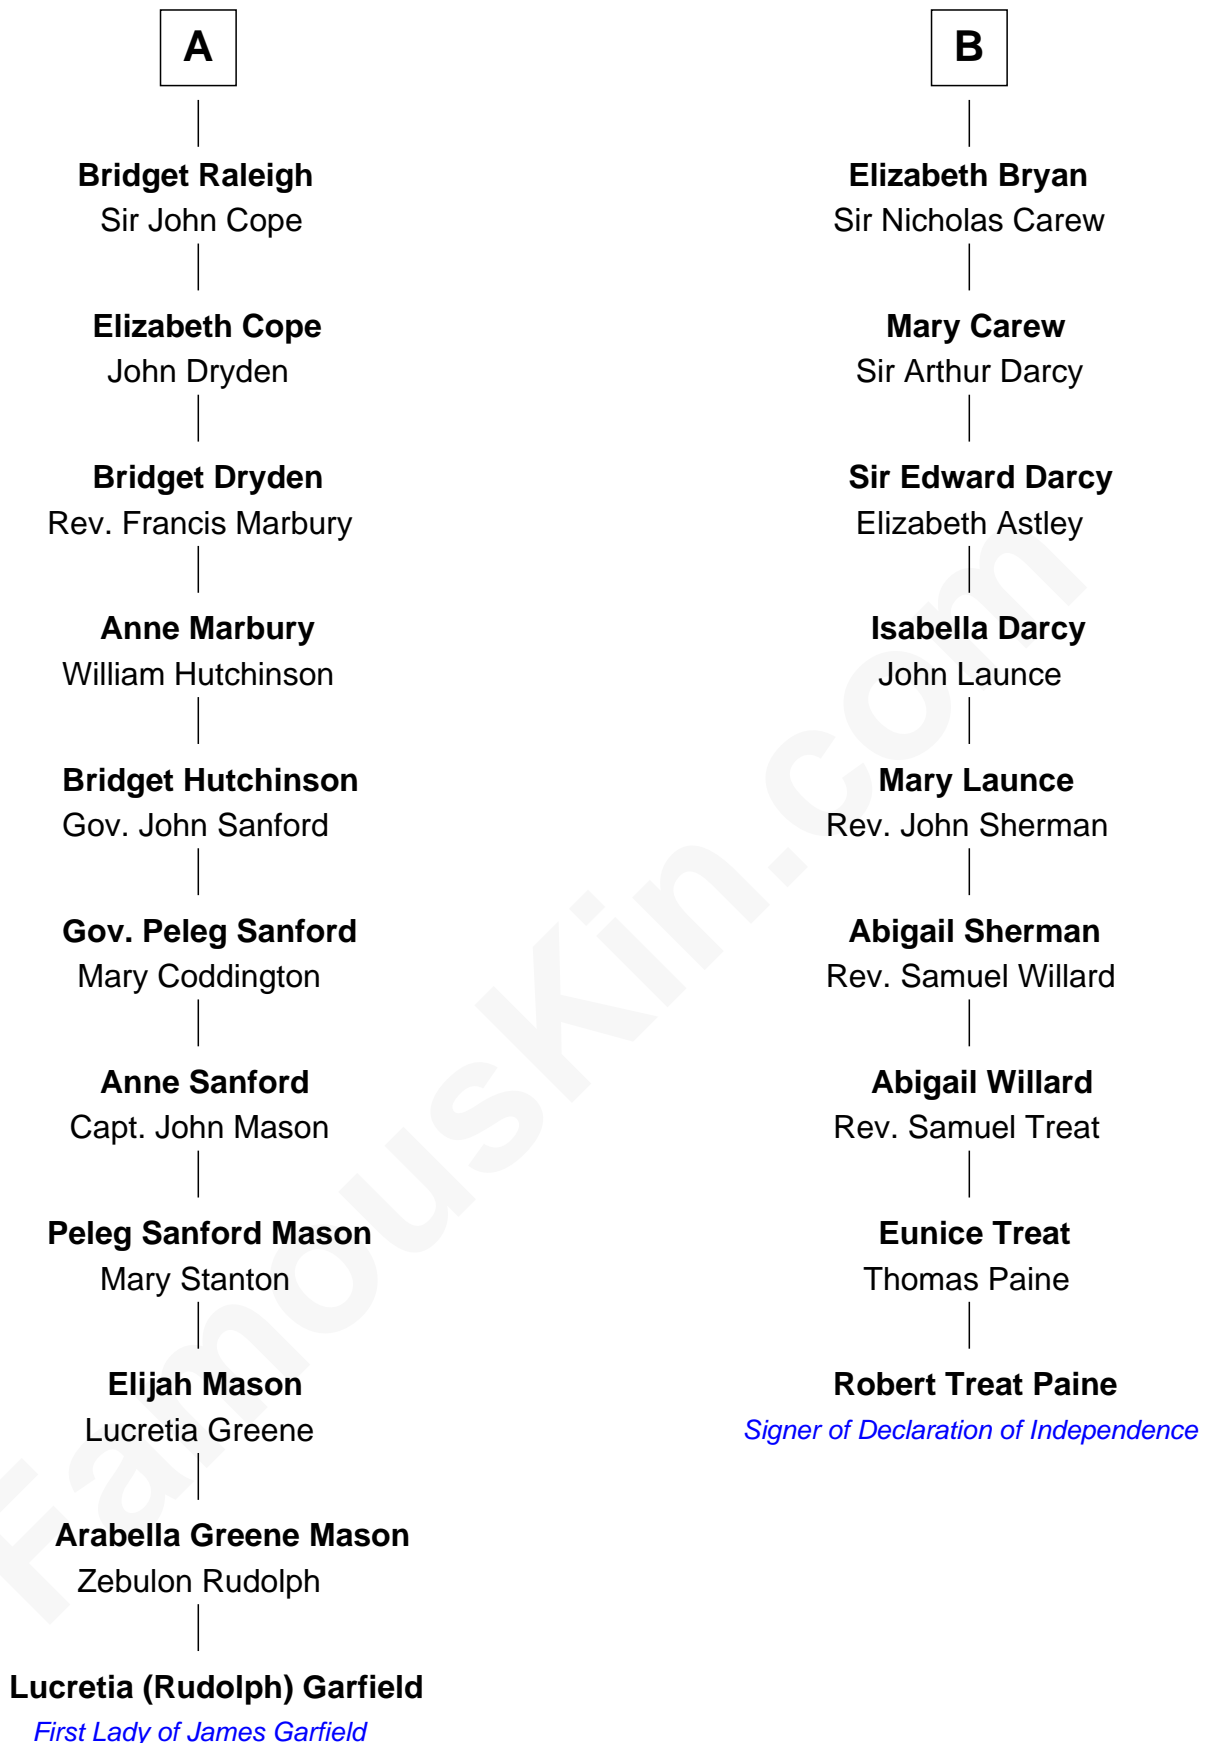 A
Bridget Raleigh
Sir John Cope
Elizabeth Cope
John Dryden
Bridget Dryden
Rev. Francis Marbury
Anne Marbury
William Hutchinson
Bridget Hutchinson
Gov. John Sanford
Gov. Peleg Sanford
Mary Coddington
Anne Sanford
Capt. John Mason
Peleg Sanford Mason
Mary Stanton
Elijah Mason
Lucretia Greene
Arabella Greene Mason
Zebulon Rudolph
Lucretia (Rudolph) Garfield
First Lady of James Garfield
B
Elizabeth Bryan
Sir Nicholas Carew
Mary Carew
Sir Arthur Darcy
Sir Edward Darcy
Elizabeth Astley
Isabella Darcy
John Launce
Mary Launce
Rev. John Sherman
Abigail Sherman
Rev. Samuel Willard
Abigail Willard
Rev. Samuel Treat
Eunice Treat
Thomas Paine
Robert Treat Paine
Signer of Declaration of Independence
FamousKin.com